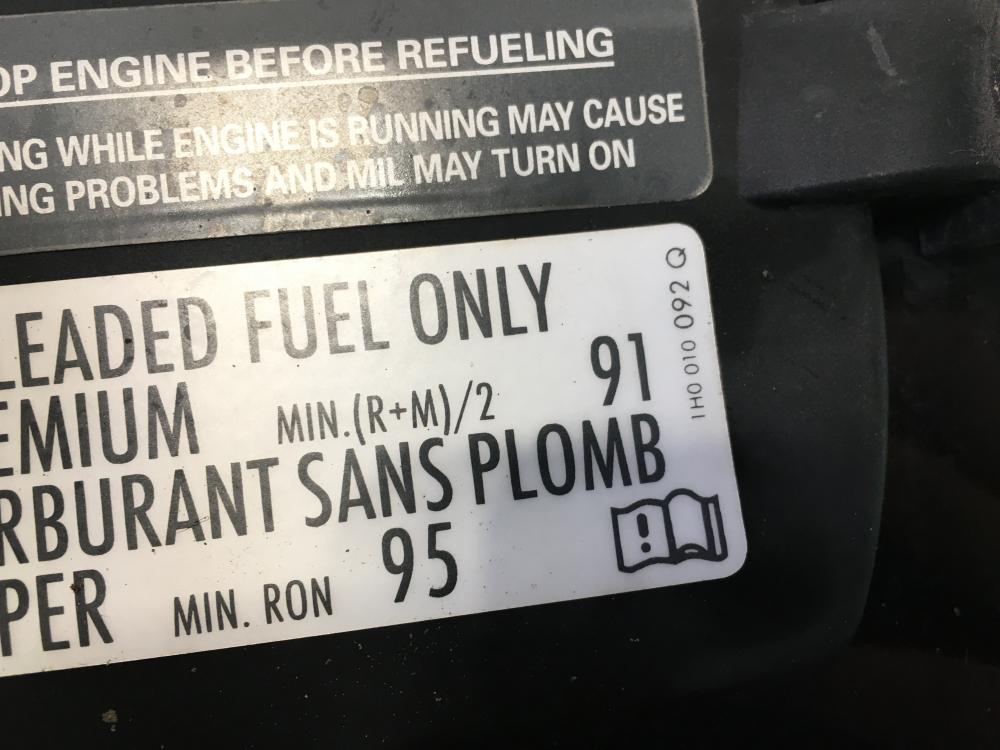 OP ENGINE BEFORE REFUELING
NG WHILE ENGINE IS RUNNING MAY CAUSE
ING PROBLEMS AND MIL MAY TURN ON
LEADED FUEL ONLY
EMIUM MIN.(R+M)/2 91
RBURANT SANS PLOMB
PER MIN. RON 95
1H0 010 092 Q